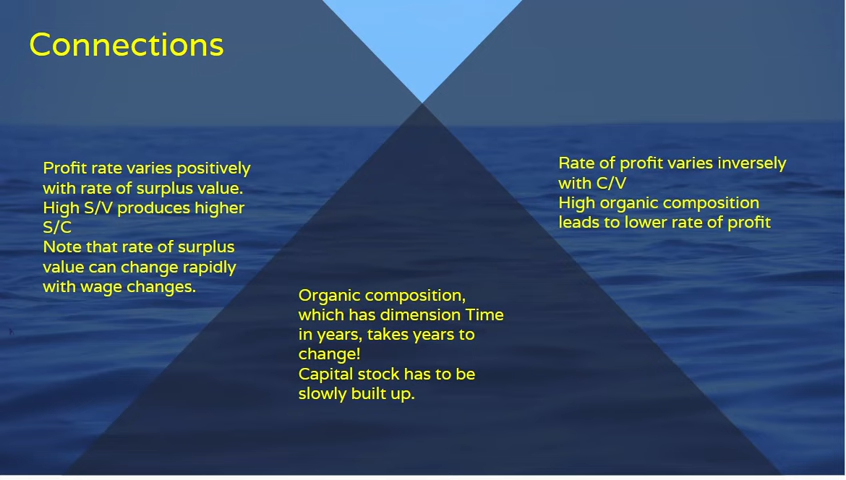 Connections
Profit rate varies positively
with rate of surplus value.
High S/V produces higher
S/C
Note that rate of surplus
value can change rapidly
with wage changes.
Organic composition,
which has dimension Time
in years, takes years to
change!
Capital stock has to be
slowly built up.
Rate of profit varies inversely
with C/V
High organic composition
leads to lower rate of profit